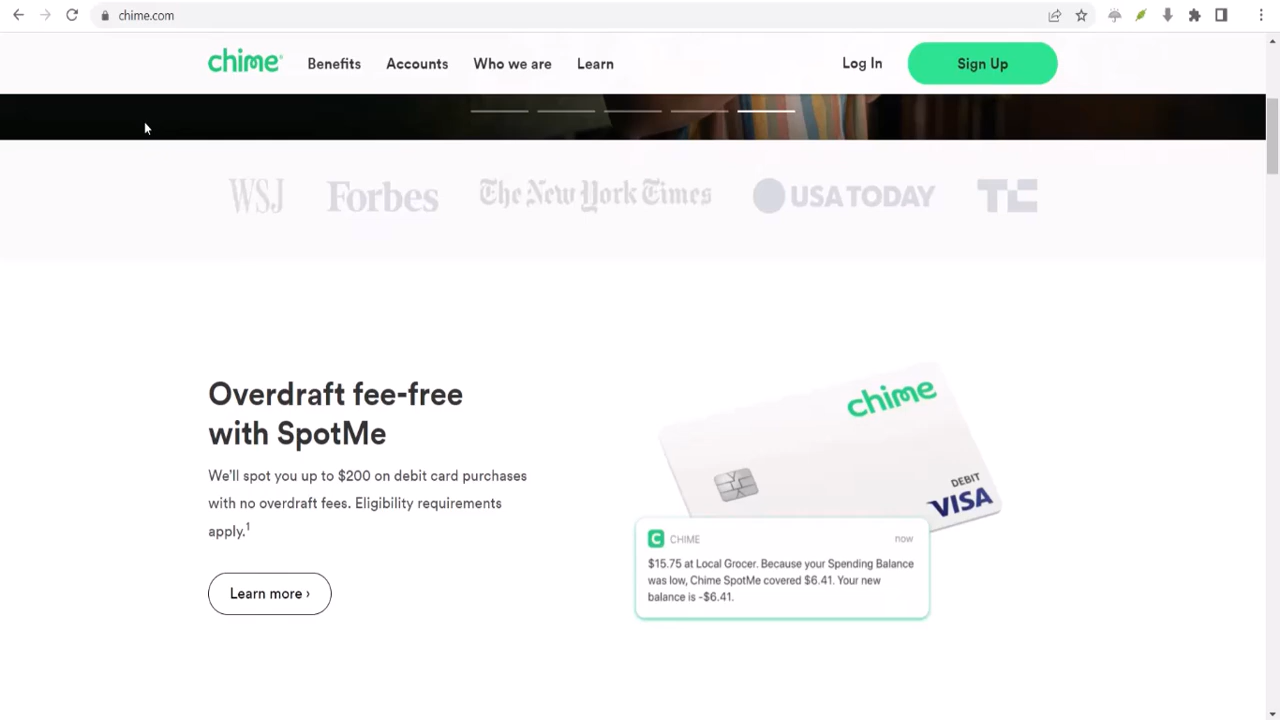 chime.com
chime
Benefits Accounts Who we are Learn Log In Sign Up
WSJ Forbes The New York Times USA TODAY TC
Overdraft fee-free
with SpotMe
We'll spot you up to $200 on debit card purchases
with no overdraft fees. Eligibility requirements
apply.1
Learn more ›
chime
DEBIT
VISA
C CHIME now
$15.75 at Local Grocer. Because your Spending Balance
was low, Chime SpotMe covered $6.41. Your new
balance is -$6.41.